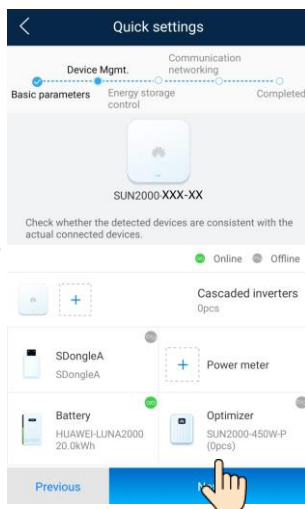 Quick settings
Communication
Device Mgmt. networking
Basic parameters Energy storage Completed
control
SUN2000-XXX-XX
Check whether the detected devices are consistent with the
actual connected devices.
Online Offline
Cascaded inverters
0pcs
SDongleA
SDongleA
Power meter
Battery
HUAWEI-LUNA2000
20.0kWh
Optimizer
SUN2000-450W-P
(0pcs)
Previous